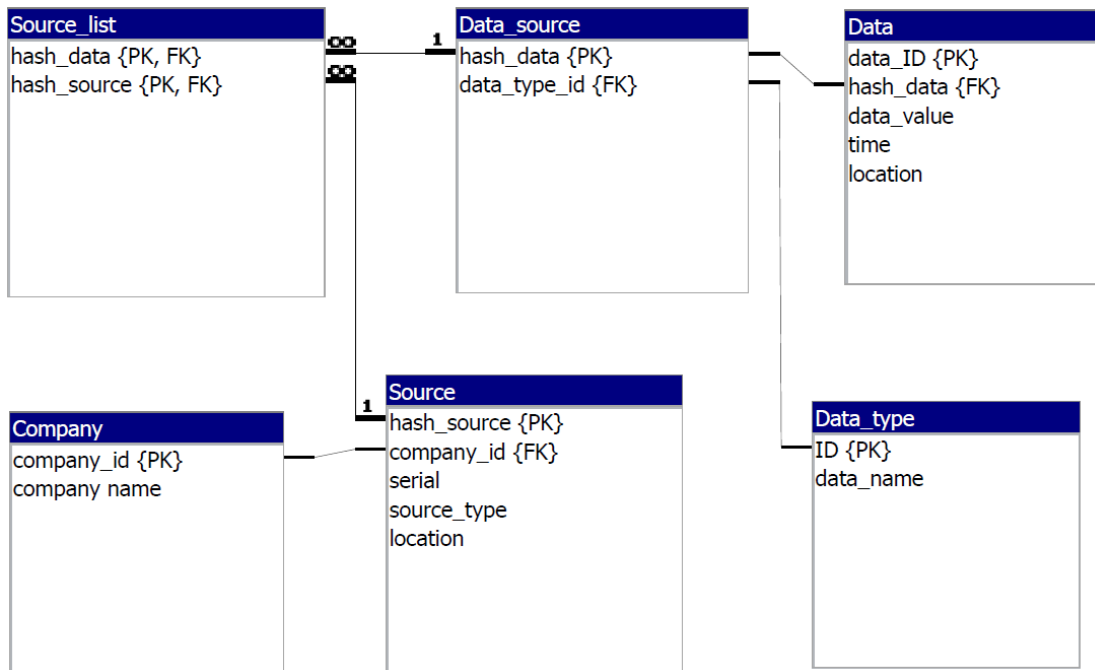 Source_list
hash_data {PK, FK}
hash_source {PK, FK}
∞
∞
1
Data_source
hash_data {PK}
data_type_id {FK}
Data
data_ID {PK}
hash_data {FK}
data_value
time
location
Company
company_id {PK}
company name
1
Source
hash_source {PK}
company_id {FK}
serial
source_type
location
Data_type
ID {PK}
data_name